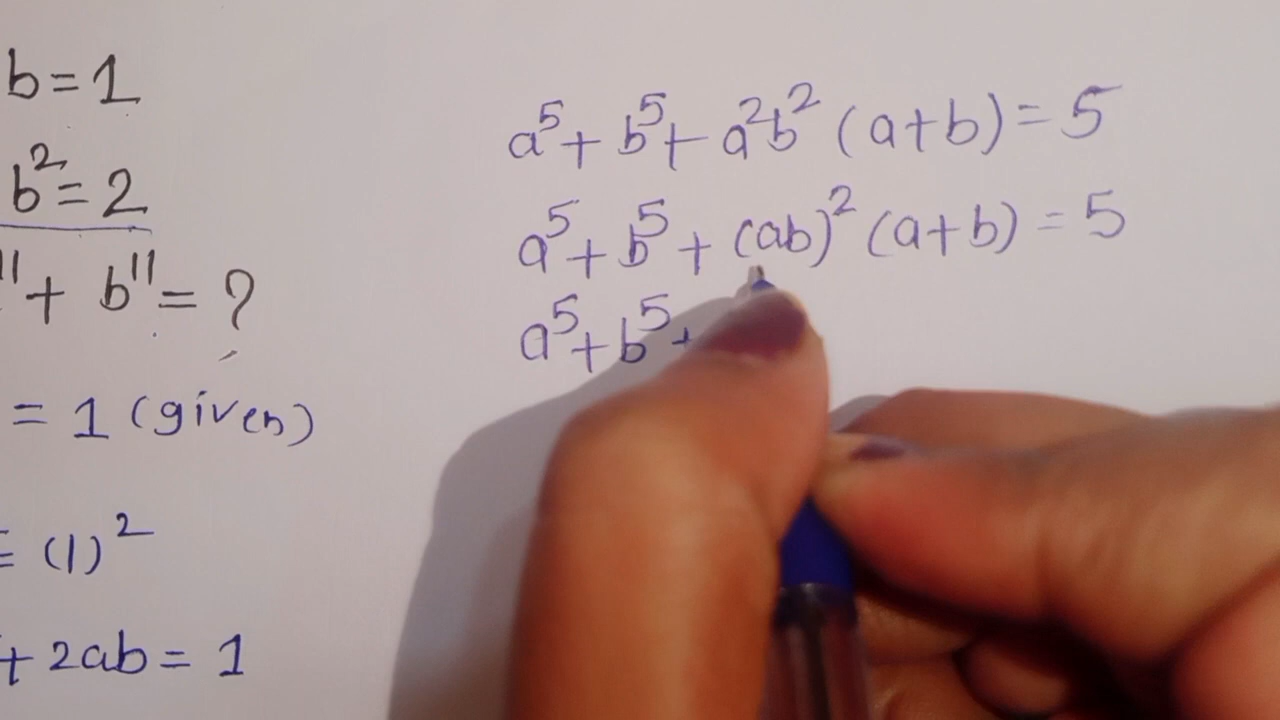 b = 1
b² = 2
¹¹ + b¹¹ = ?
= 1 (given)
= (1)²
+ 2ab = 1
a⁵ + b⁵ + a²b² (a+b) = 5
a⁵ + b⁵ + (ab)² (a+b) = 5
a⁵ + b⁵ +